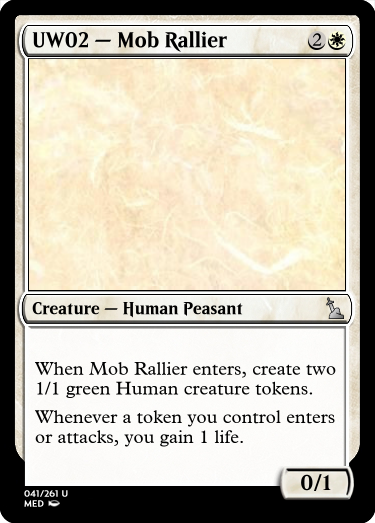 UW02 — Mob Rallier 2
Creature — Human Peasant
When Mob Rallier enters, create two
1/1 green Human creature tokens.
Whenever a token you control enters
or attacks, you gain 1 life.
0/1
041/261 U
MED